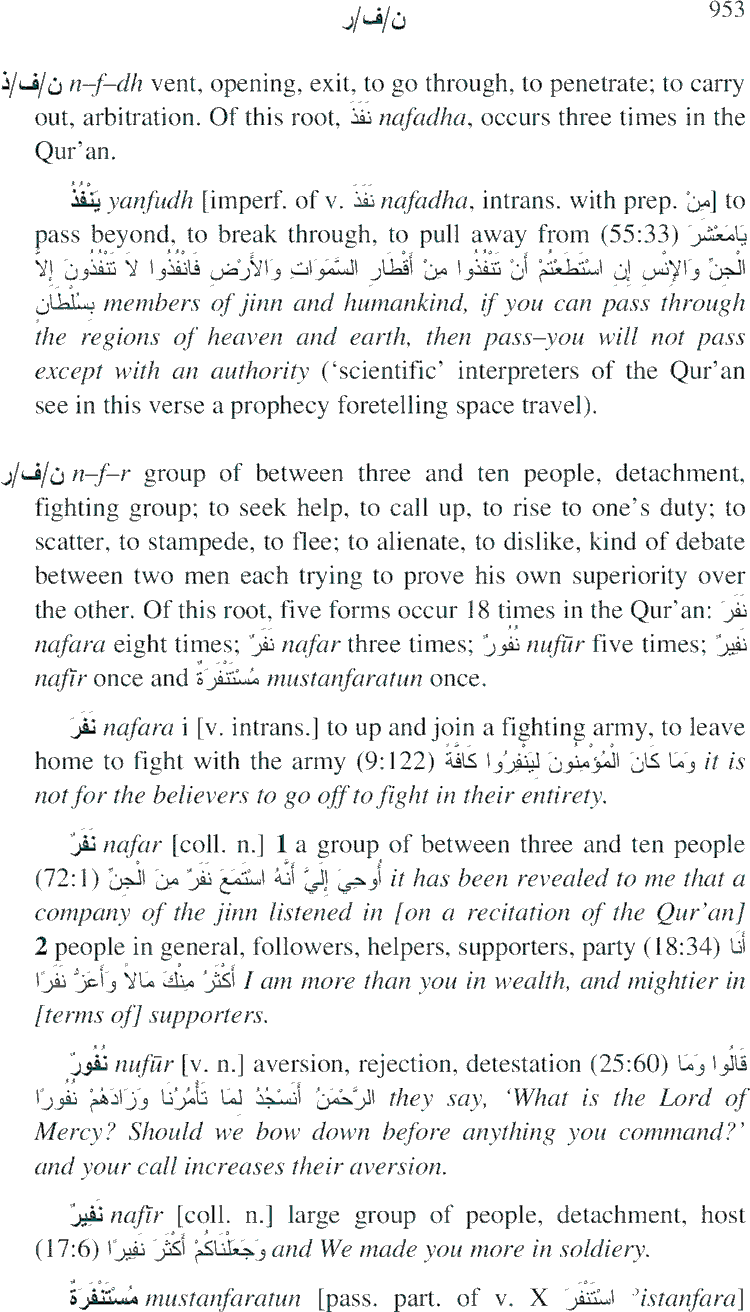 ن/ف/ر 953
ن/ف/ذ n–f–dh vent, opening, exit, to go through, to penetrate; to carry
out, arbitration. Of this root, نَفَذَ nafadha, occurs three times in the
Qur’an.
يَنْفُذُ yanfudh [imperf. of v. نَفَذَ nafadha, intrans. with prep. مِنْ] to
pass beyond, to break through, to pull away from (55:33) يَامَعْشَرَ
الْجِنِّ وَالإِنْسِ إِنِ اسْتَطَعْتُمْ أَنْ تَنْفُذُوا مِنْ أَقْطَارِ السَّمَوَاتِ وَالأَرْضِ فَانْفُذُوا لاَ تَنْفُذُونَ إِلاَّ
بِسُلْطَانٍ members of jinn and humankind, if you can pass through
the regions of heaven and earth, then pass–you will not pass
except with an authority (‘scientific’ interpreters of the Qur’an
see in this verse a prophecy foretelling space travel).
ن/ف/ر n–f–r group of between three and ten people, detachment,
fighting group; to seek help, to call up, to rise to one’s duty; to
scatter, to stampede, to flee; to alienate, to dislike, kind of debate
between two men each trying to prove his own superiority over
the other. Of this root, five forms occur 18 times in the Qur’an: نَفَرَ
nafara eight times; نَفَرٌ nafar three times; نُفُورٌ nufūr five times; نَفِيرٌ
nafīr once and مُسْتَنْفَرَةٌ mustanfaratun once.
نَفَرَ nafara i [v. intrans.] to up and join a fighting army, to leave
home to fight with the army (9:122) وَمَا كَانَ الْمُؤْمِنُونَ لِيَنْفِرُوا كَافَّةً it is
not for the believers to go off to fight in their entirety.
نَفَرٌ nafar [coll. n.] 1 a group of between three and ten people
(72:1) أُوحِيَ إِلَيَّ أَنَّهُ اسْتَمَعَ نَفَرٌ مِنَ الْجِنِّ it has been revealed to me that a
company of the jinn listened in [on a recitation of the Qur’an]
2 people in general, followers, helpers, supporters, party (18:34) أَنَا
أَكْثَرُ مِنْكَ مَالاً وَأَعَزُّ نَفَرًا I am more than you in wealth, and mightier in
[terms of] supporters.
نُفُورٌ nufūr [v. n.] aversion, rejection, detestation (25:60) قَالُوا وَمَا
الرَّحْمَنُ أَنَسْجُدُ لِمَا تَأْمُرُنَا وَزَادَهُمْ نُفُورًا they say, ‘What is the Lord of
Mercy? Should we bow down before anything you command?’
and your call increases their aversion.
نَفِيرٌ nafīr [coll. n.] large group of people, detachment, host
(17:6) وَجَعَلْنَاكُمْ أَكْثَرَ نَفِيرًا and We made you more in soldiery.
مُسْتَنْفَرَةٌ mustanfaratun [pass. part. of v. X اسْتَنْفَرَ ʾistanfara]